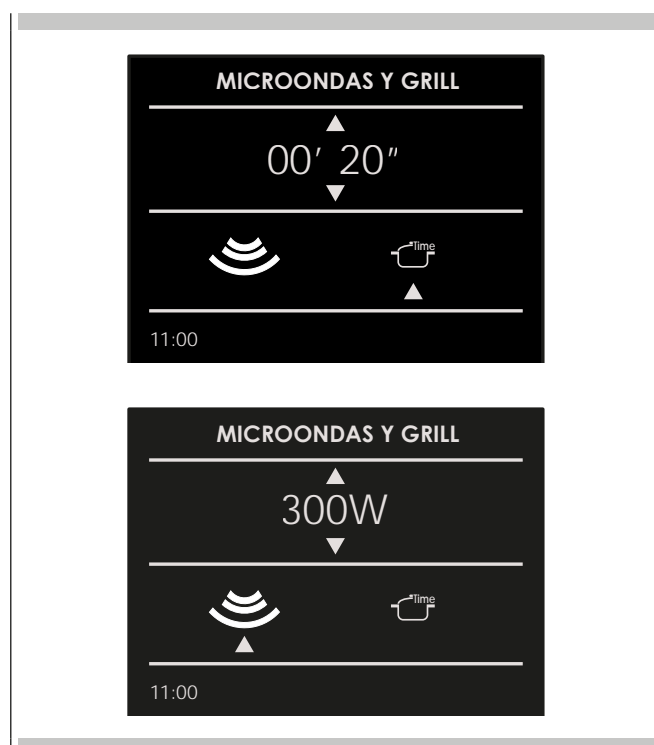 MICROONDAS Y GRILL
00′ 20″
Time
11:00
MICROONDAS Y GRILL
300W
Time
11:00